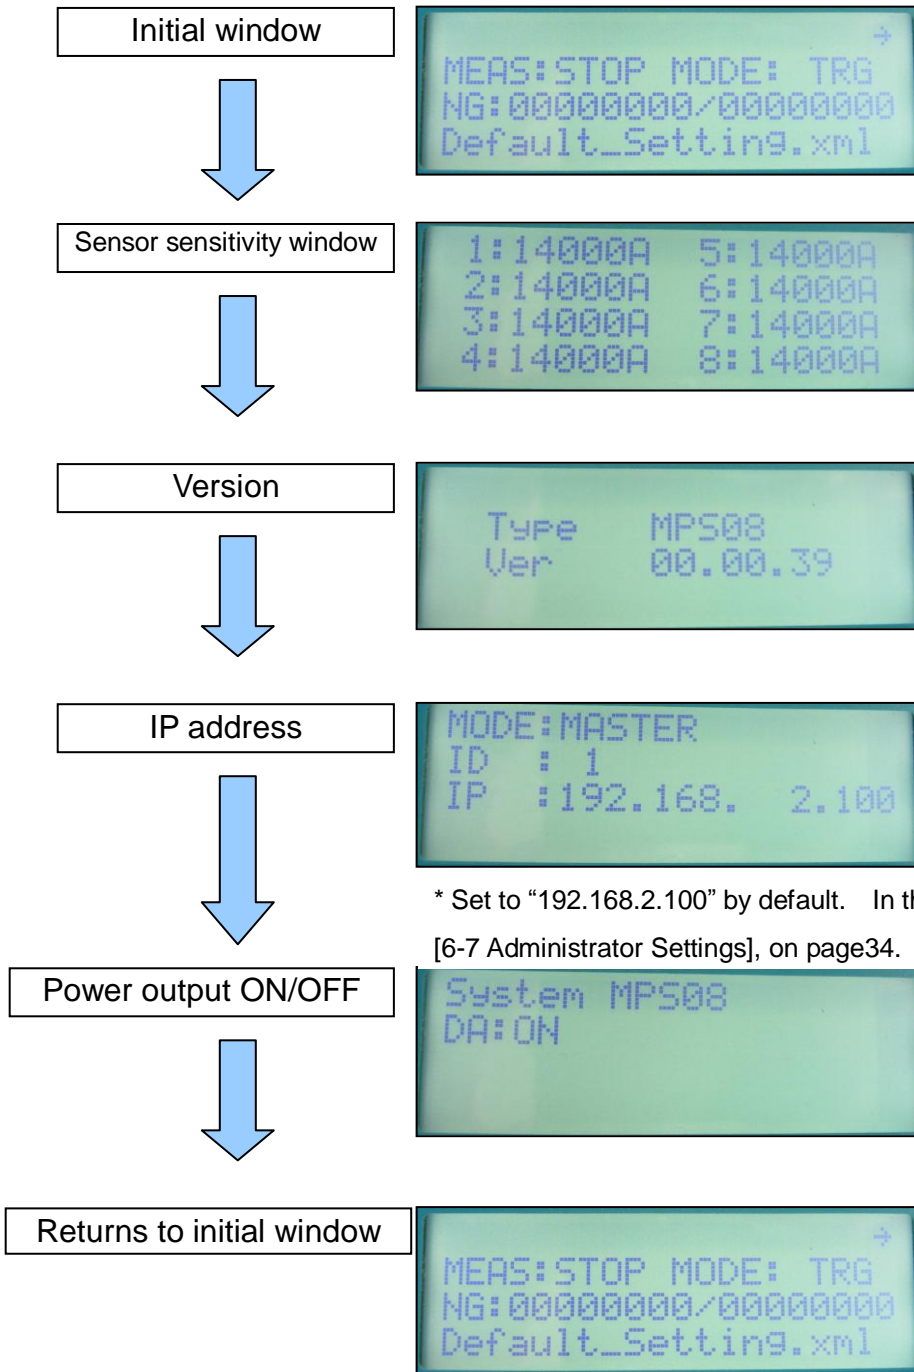 Initial window
→
MEAS:STOP MODE: TRG
NG:00000000/00000000
Default_Setting.xml
Sensor sensitivity window
1:14000A 5:14000A
2:14000A 6:14000A
3:14000A 7:14000A
4:14000A 8:14000A
Version
Type MPS08
Ver 00.00.39
IP address
MODE:MASTER
ID : 1
IP :192.168. 2.100
* Set to “192.168.2.100” by default. In
[6-7 Administrator Settings], on page34.
Power output ON/OFF
System MPS08
DA:ON
Returns to initial window
→
MEAS:STOP MODE: TRG
NG:00000000/00000000
Default_Setting.xml